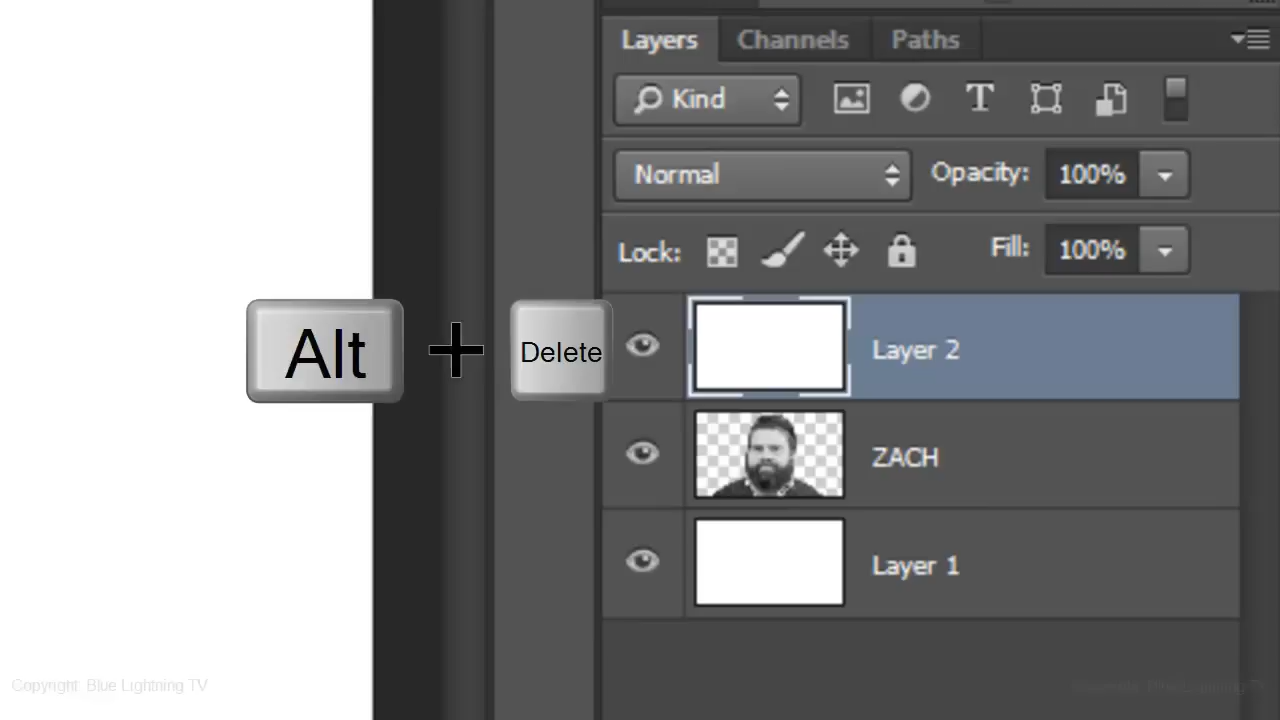 Layers Channels Paths
Kind
T
Normal Opacity: 100%
Lock: Fill: 100%
Alt + Delete
Layer 2
ZACH
Layer 1
Copyright: Blue Lightning TV